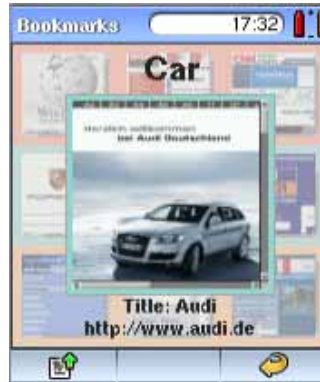 Bookmarks
17:32
Car
Herzlich willkommen
bei Audi Deutschland
Title: Audi
http://www.audi.de